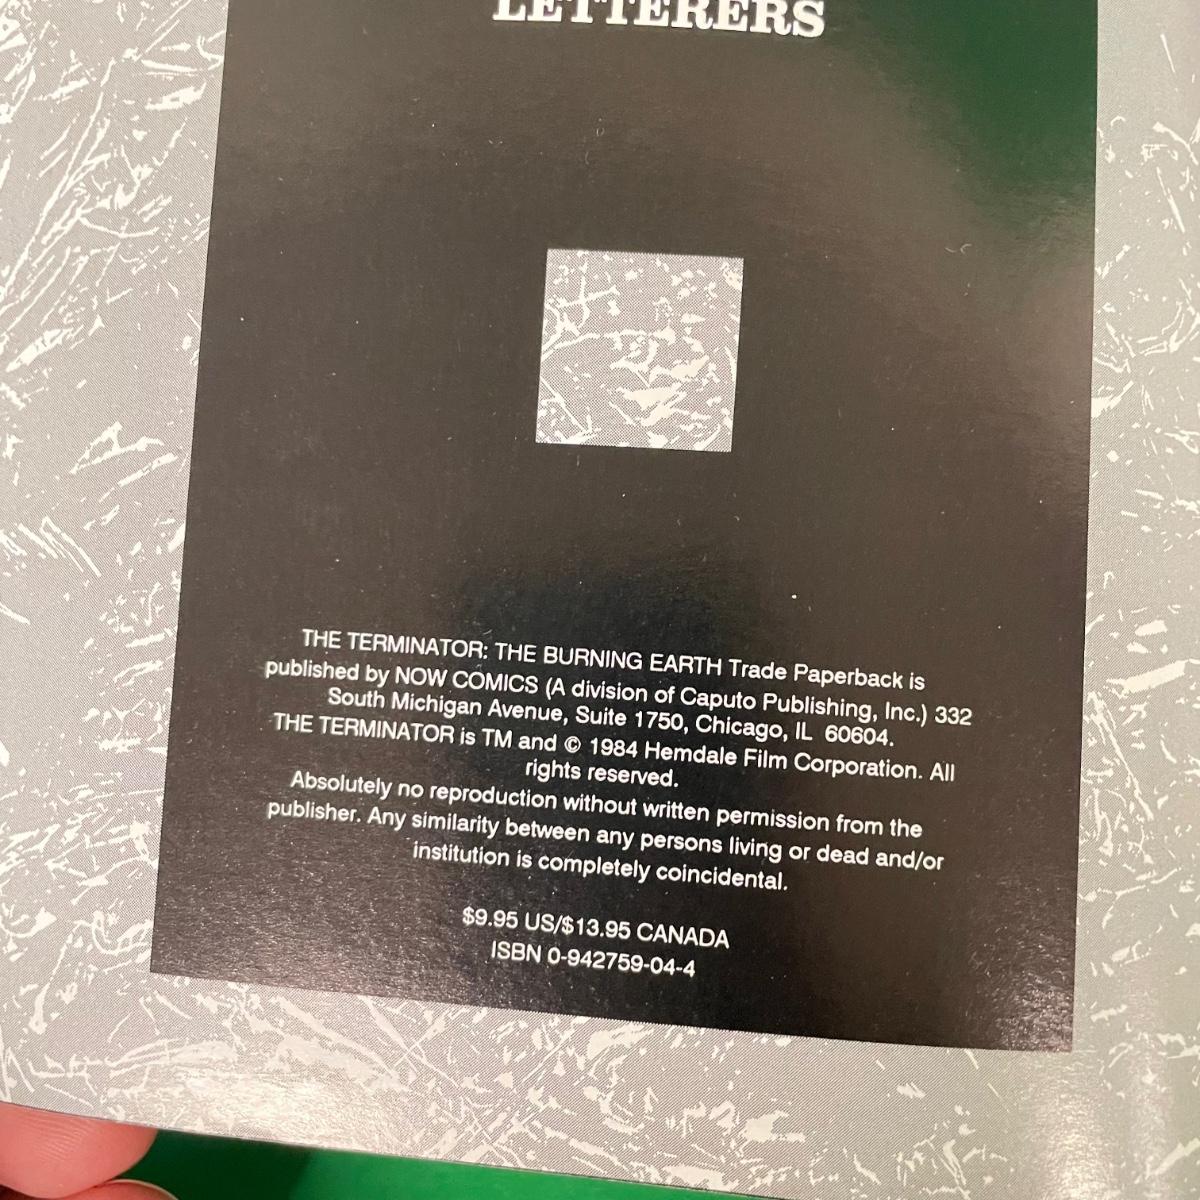 LETTERERS
THE TERMINATOR: THE BURNING EARTH Trade Paperback is
published by NOW COMICS (A division of Caputo Publishing, Inc.) 332
South Michigan Avenue, Suite 1750, Chicago, IL  60604.
THE TERMINATOR is TM and © 1984 Hemdale Film Corporation. All
rights reserved.
Absolutely no reproduction without written permission from the
publisher. Any similarity between any persons living or dead and/or
institution is completely coincidental.
$9.95 US/$13.95 CANADA
ISBN 0-942759-04-4